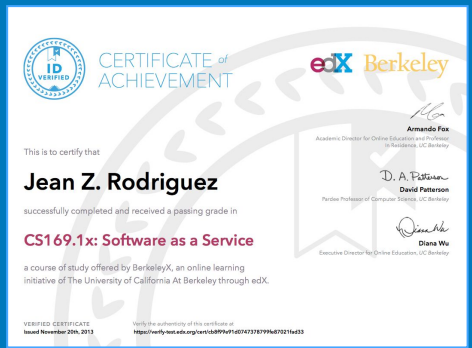 ID
VERIFIED
CERTIFICATE of
ACHIEVEMENT
edX Berkeley
Armando Fox
Academic Director for Online Education and Professor
In Residence, UC Berkeley
This is to certify that
Jean Z. Rodriguez
D. A. Patterson
David Patterson
Pardee Professor of Computer Science, UC Berkeley
successfully completed and received a passing grade in
CS169.1x: Software as a Service
Diana Wu
Executive Director for Online Education, UC Berkeley
a course of study offered by BerkeleyX, an online learning
initiative of The University of California At Berkeley through edX.
VERIFIED CERTIFICATE
Issued November 20th, 2013
Verify the authenticity of this certificate at